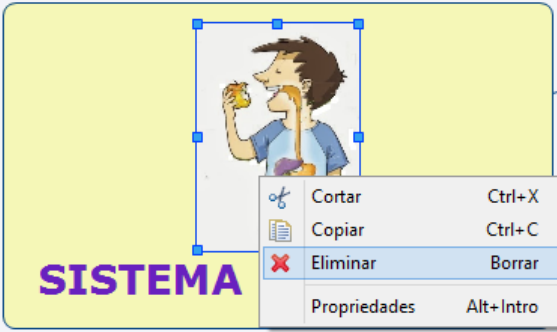 Cortar Ctrl+X
Copiar Ctrl+C
Eliminar Borrar
SISTEMA
Propriedades Alt+Intro